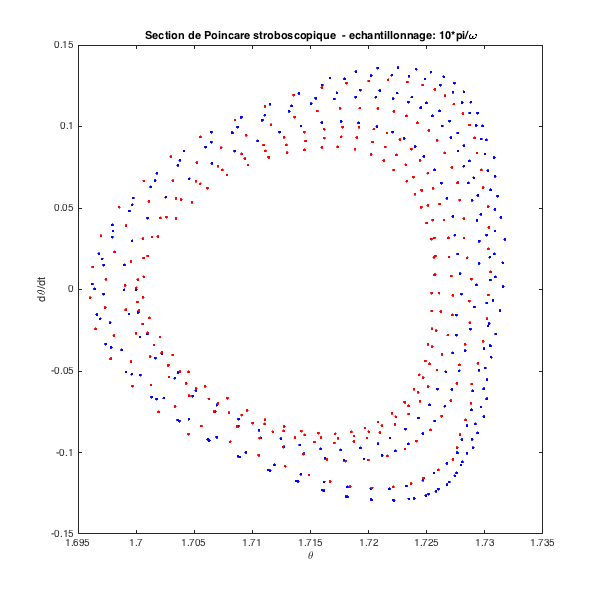 Section de Poincare stroboscopique - echantillonnage: 10*pi/ω
0.15
0.1
0.05
0
-0.05
-0.1
-0.15
dθ/dt
1.695 1.7 1.705 1.71 1.715 1.72 1.725 1.73 1.735
θ